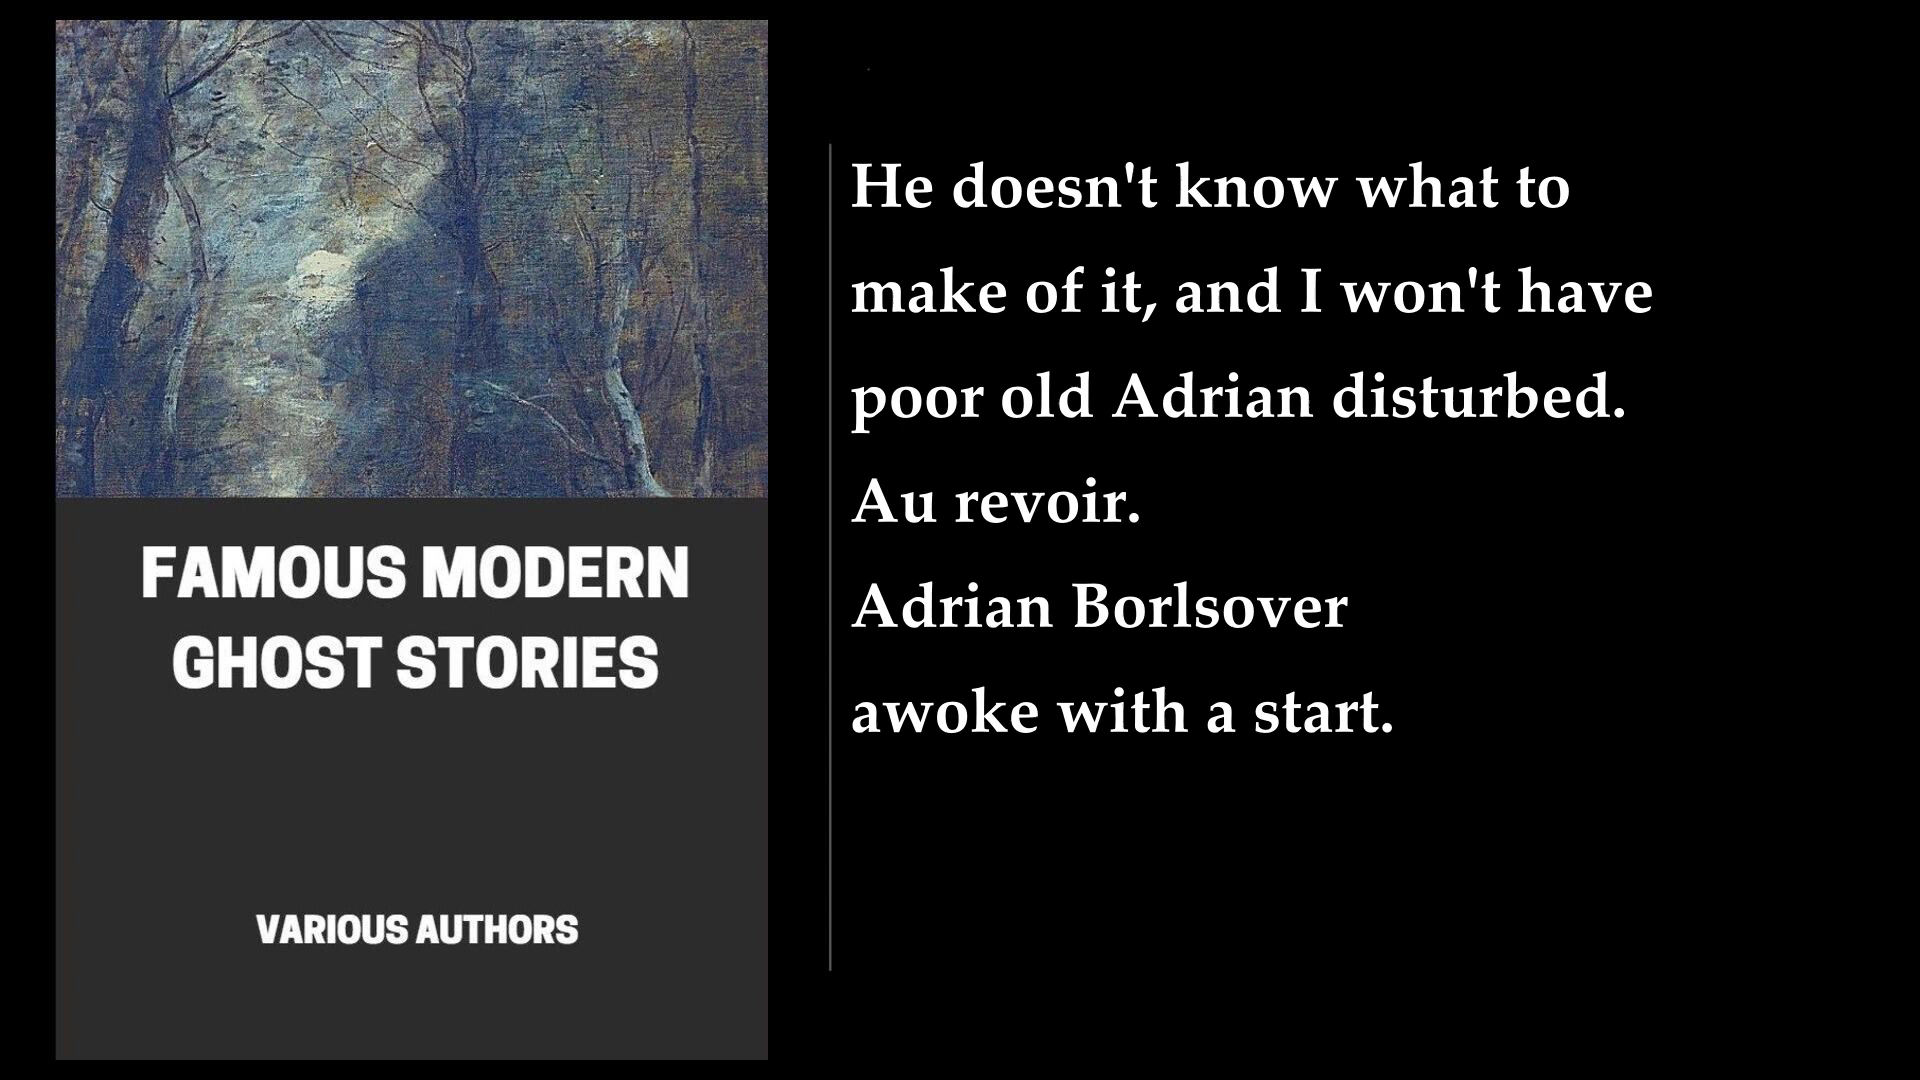 FAMOUS MODERN
GHOST STORIES
VARIOUS AUTHORS
He doesn't know what to
make of it, and I won't have
poor old Adrian disturbed.
Au revoir.
Adrian Borlsover
awoke with a start.